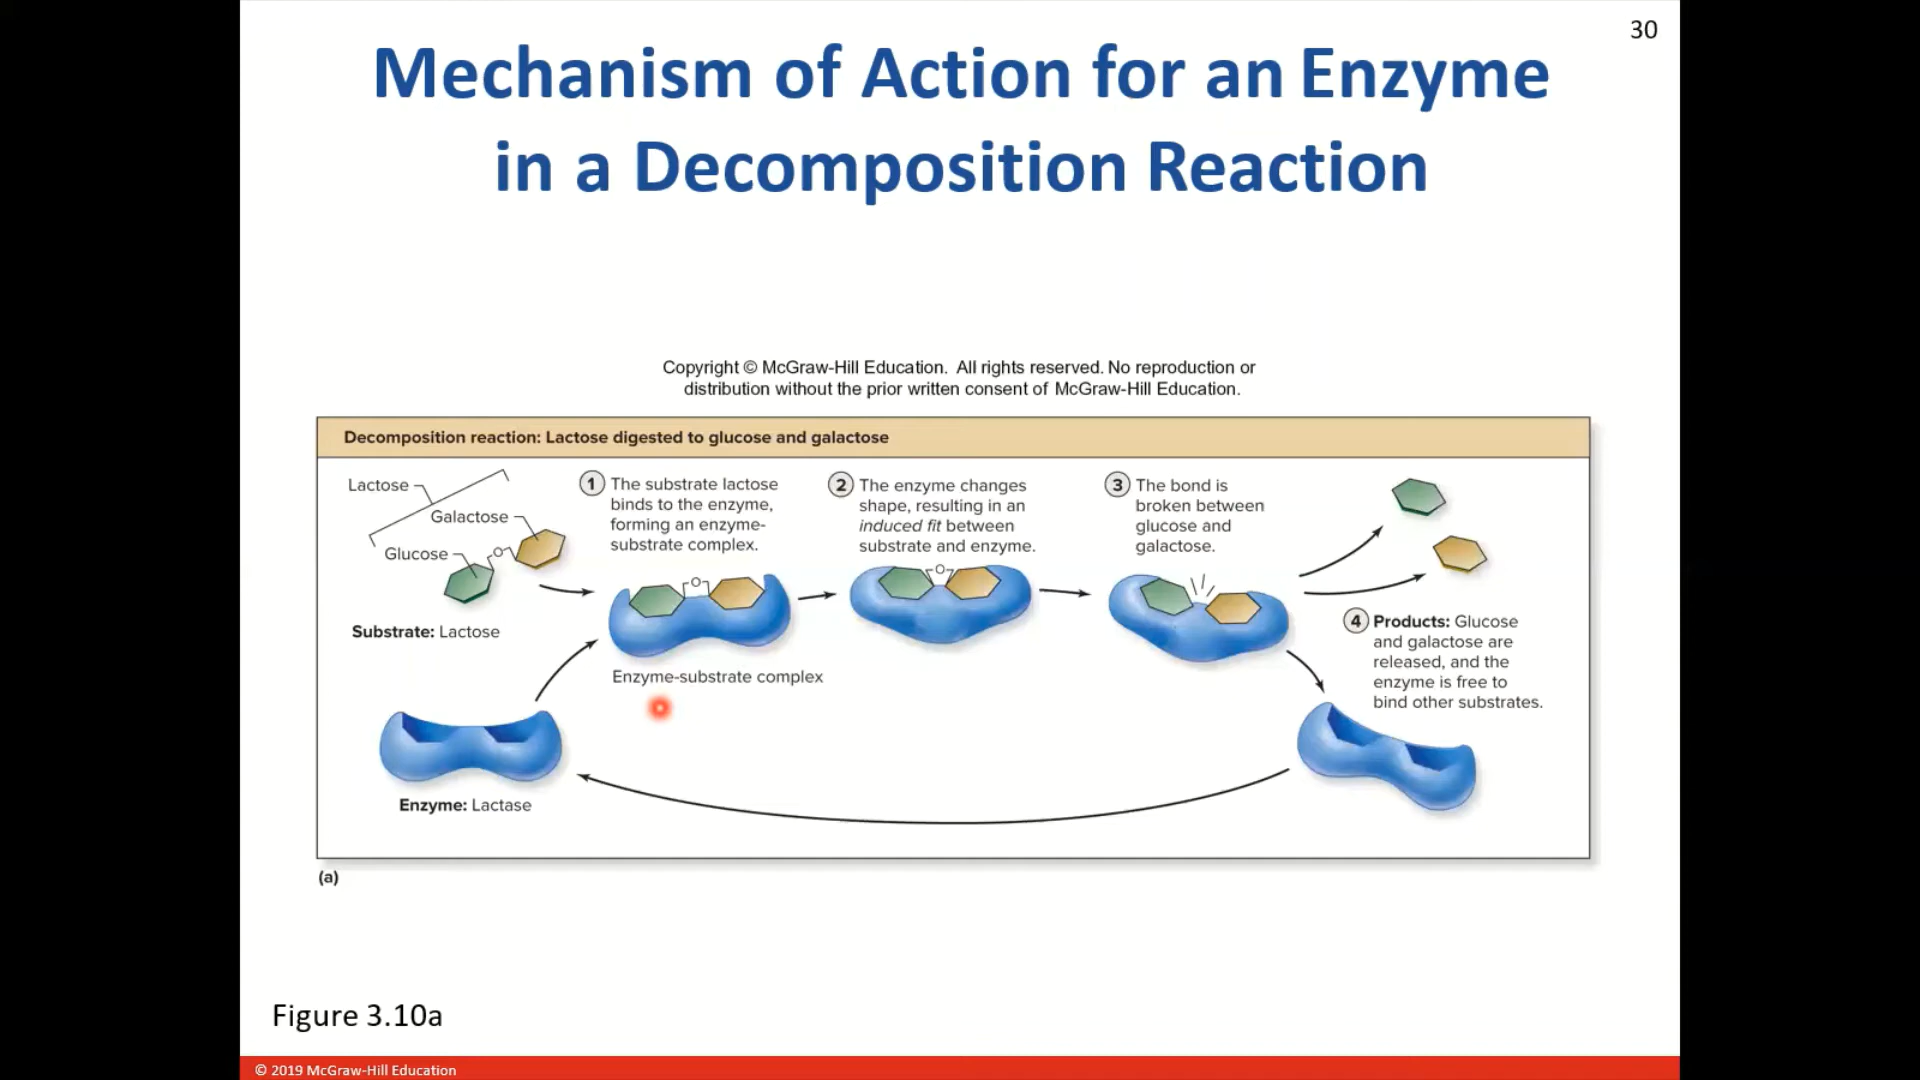 30
Mechanism of Action for an Enzyme
in a Decomposition Reaction
Copyright © McGraw-Hill Education. All rights reserved. No reproduction or
distribution without the prior written consent of McGraw-Hill Education.
Decomposition reaction: Lactose digested to glucose and galactose
Lactose
Galactose
Glucose
O
Substrate: Lactose
Enzyme: Lactase
1 The substrate lactose
binds to the enzyme,
forming an enzyme-
substrate complex.
O
Enzyme-substrate complex
2 The enzyme changes
shape, resulting in an
induced fit between
substrate and enzyme.
O
3 The bond is
broken between
glucose and
galactose.
4 Products: Glucose
and galactose are
released, and the
enzyme is free to
bind other substrates.
(a)
Figure 3.10a
© 2019 McGraw-Hill Education